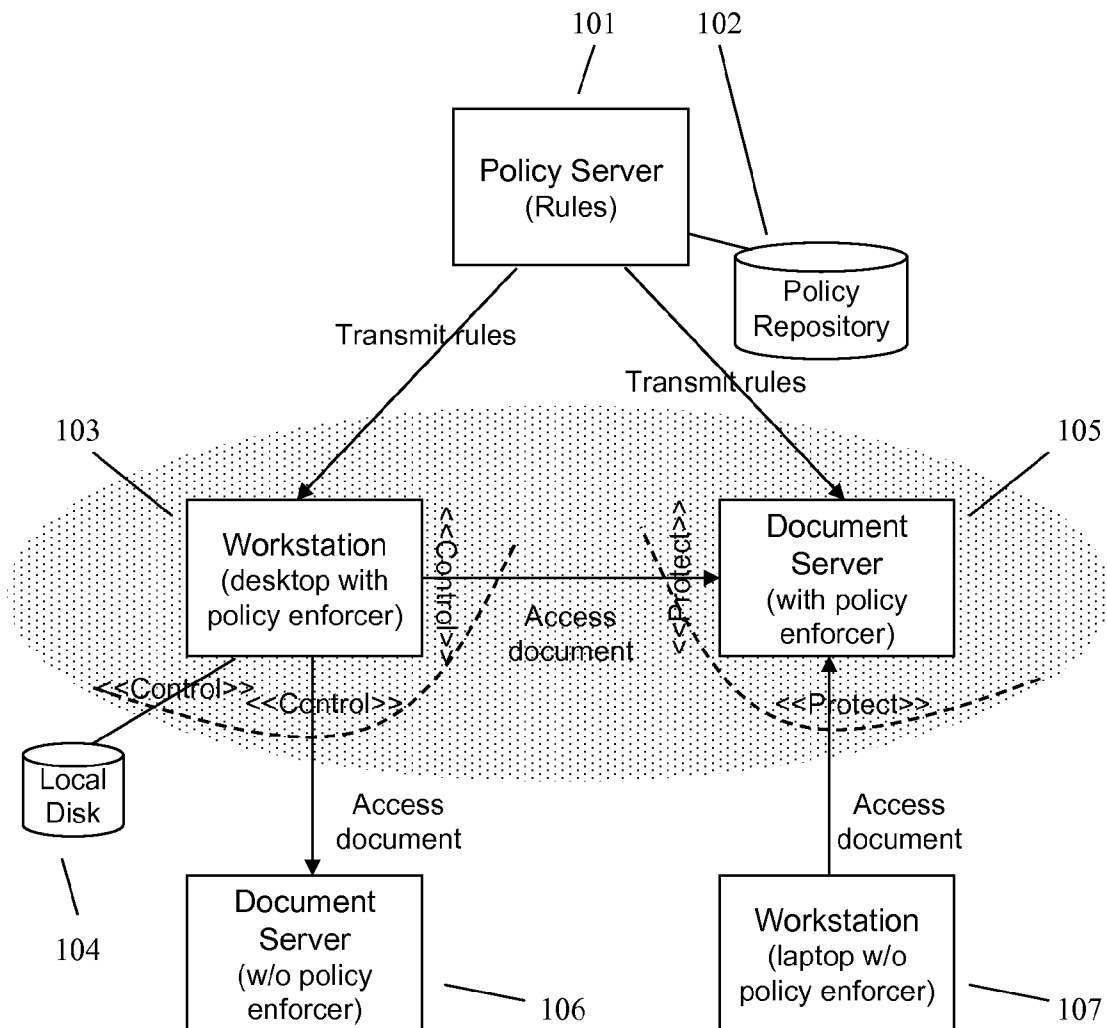 101
102
Policy Server
(Rules)
Policy
Repository
Transmit rules
Transmit rules
103
105
Workstation
(desktop with
policy enforcer)
<<Control>>
<<Protect>>
Document
Server
(with policy
enforcer)
Access
document
<<Control>>
<<Control>>
<<Protect>>
Local
Disk
Access
document
Access
document
104
Document
Server
(w/o policy
enforcer)
106
Workstation
(laptop w/o
policy enforcer)
107